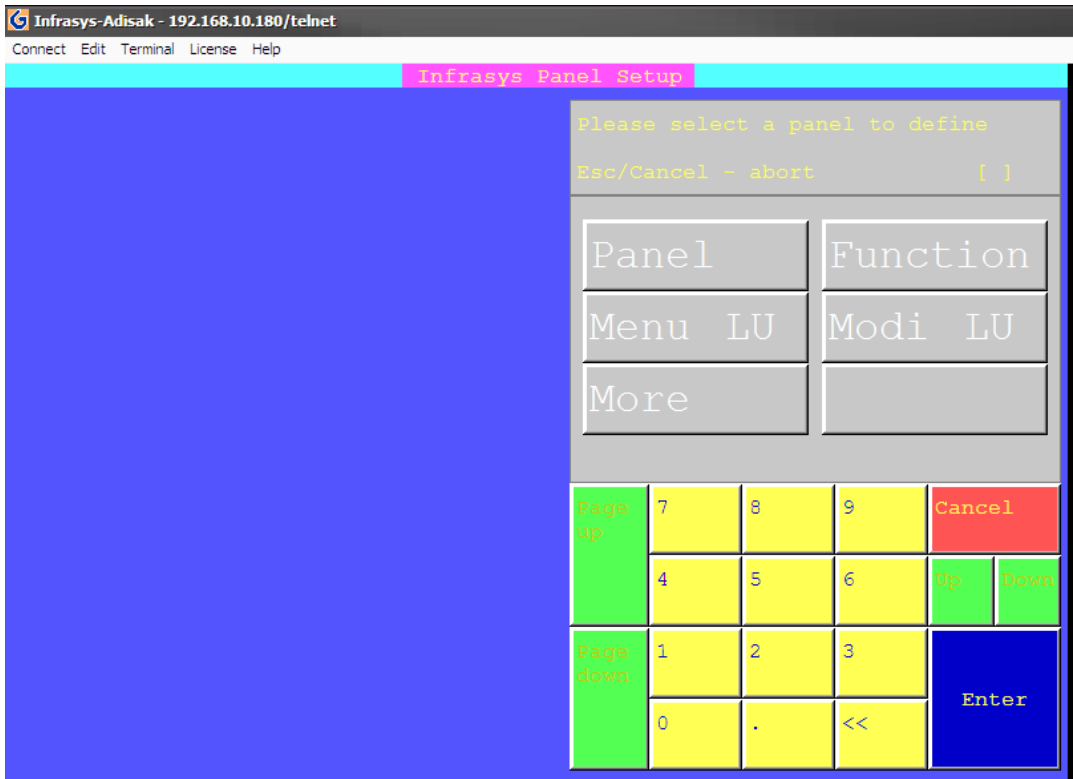 Infrasys-Adisak - 192.168.10.180/telnet
Connect Edit Terminal License Help
Infrasys Panel Setup
Please select a panel to define
Esc/Cancel - abort [ ]
Panel Function
Menu LU Modi LU
More
Page up 7 8 9 Cancel
4 5 6 Up Down
Page down 1 2 3 Enter
0 . <<